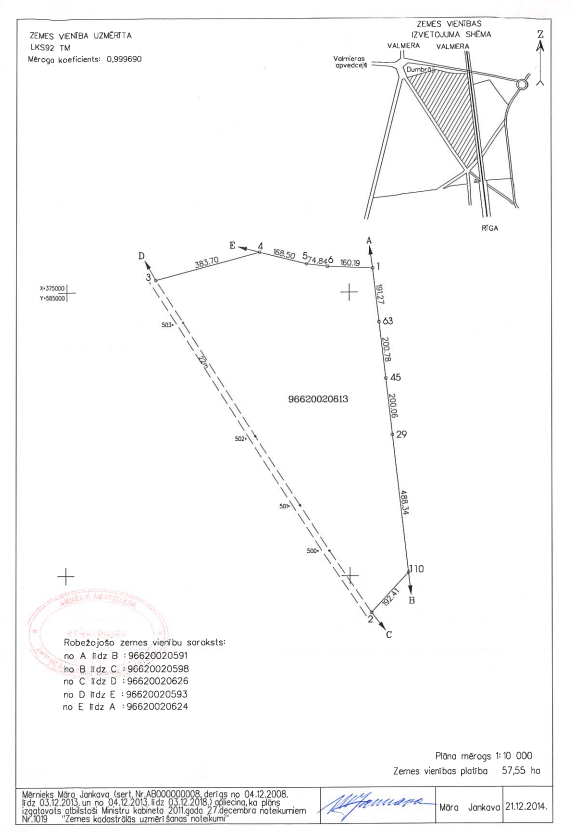 ZEMES VIENĪBA UZMĒRĪTA
LKS92 TM
Mēroga koeficients: 0,999690
ZEMES VIENĪBAS
IZVIETOJUMA SHĒMA
VALMERA VALMERA
Valmieras
apvedceļš
Dumbrāji
Z
RĪGA
A
E
D
4
168.50
5
74.84
6
160.19
1
383.70
3
X=375000
Y=585000
191.27
503
63
22
200.78
45
96620020613
200.06
29
502
501
488.34
500
110
192.41
B
2
C
Robežojošo zemes vienību saraksts:
no A līdz B : 96620020591
no B līdz C : 96620020598
no C līdz D : 96620020626
no D līdz E : 96620020593
no E līdz A : 96620020624
Plāna mērogs 1: 10 000
Zemes vienības platība 57,55 ha
Mērnieks Māra Jankava (sert. Nr.AB000000008, derīgs no 04.12.2008.
līdz 03.12.2013. un no 04.12.2013. līdz 03.12.2018.) apliecina, ka plāns
izgatavots atbilstoši Ministru kabineta 2011.gada 27.decembra noteikumiem
Nr.1019 "Zemes kadastrālās uzmērīšanas noteikumi"
Māra Jankava
21.12.2014.